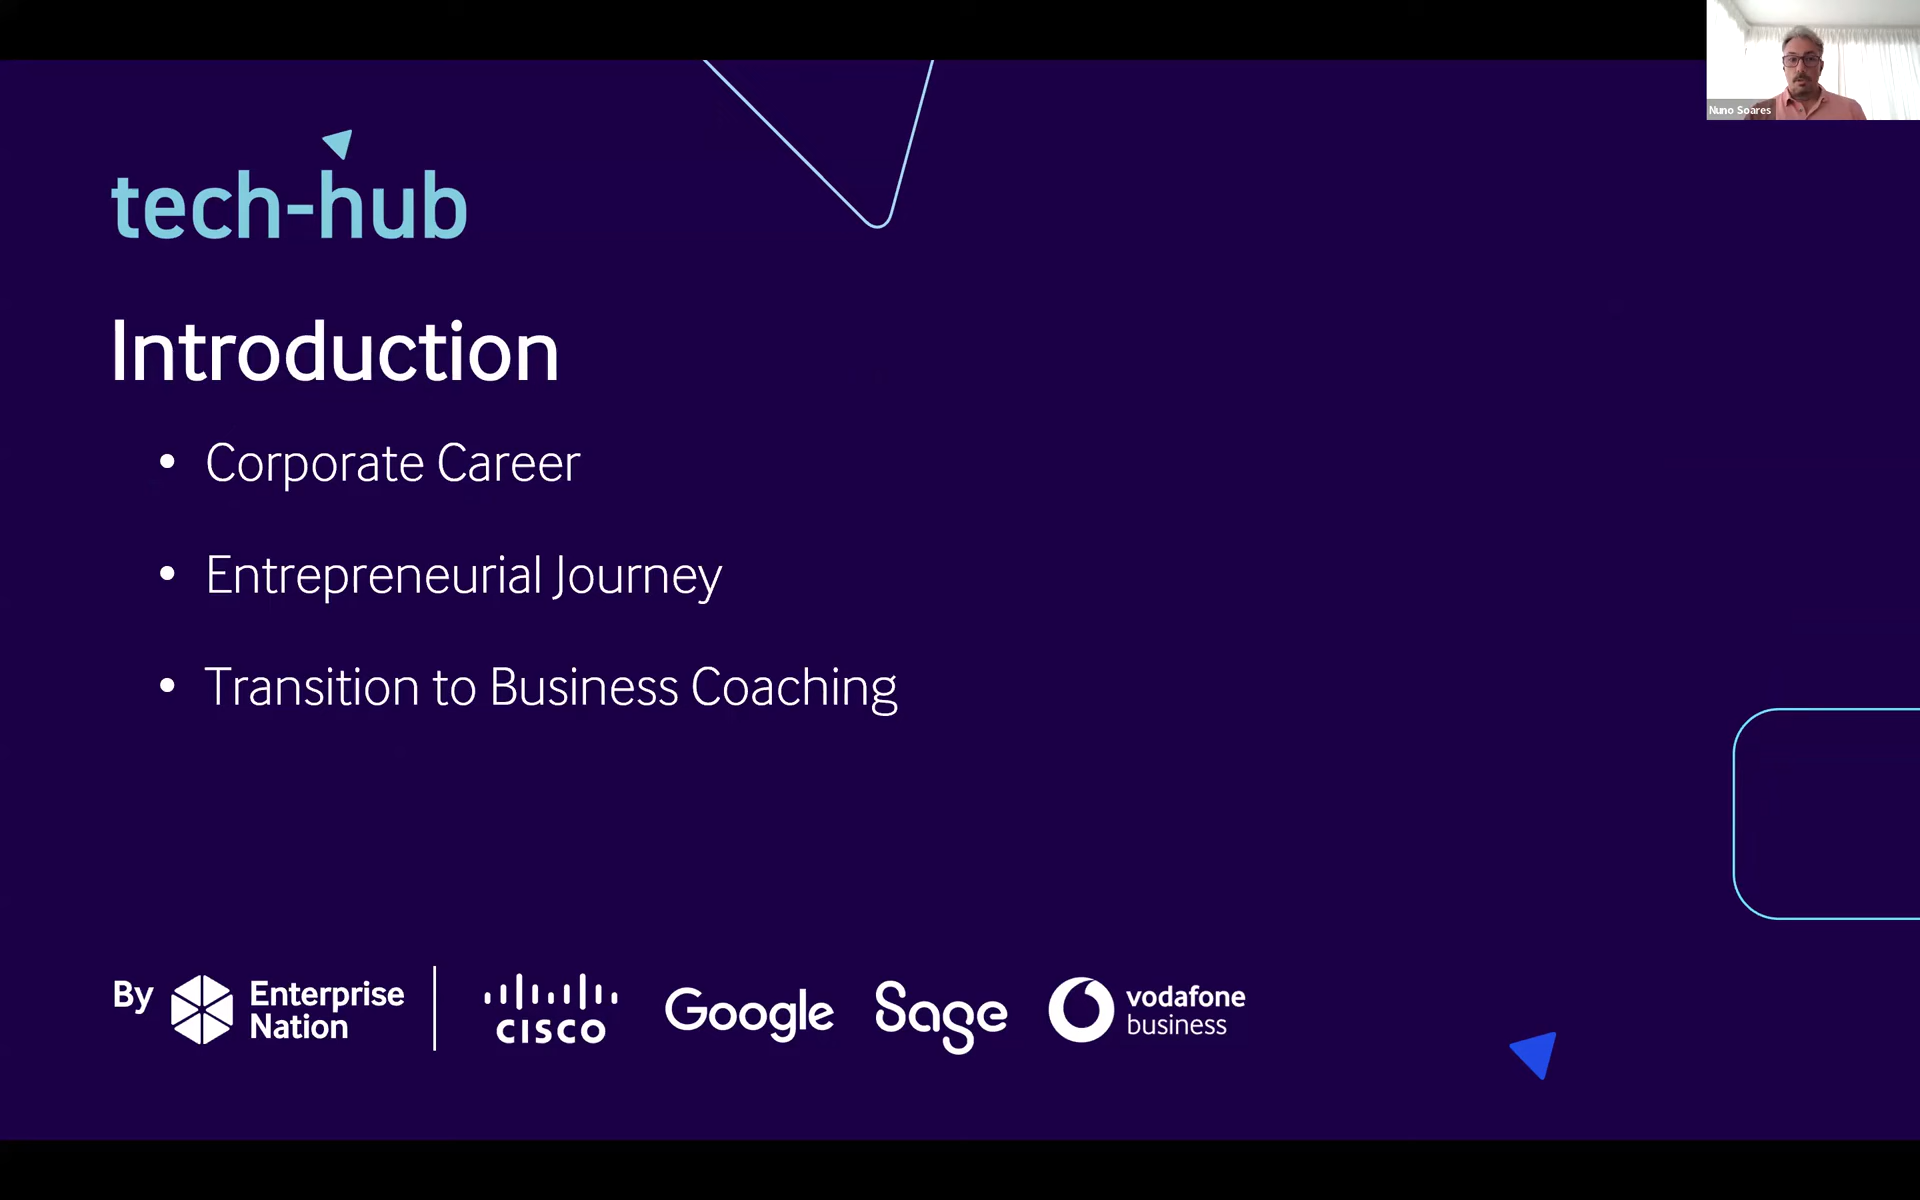 Nuno Soares
tech-hub
Introduction
• Corporate Career
• Entrepreneurial Journey
• Transition to Business Coaching
By Enterprise Nation
cisco
Google
Sage
vodafone business